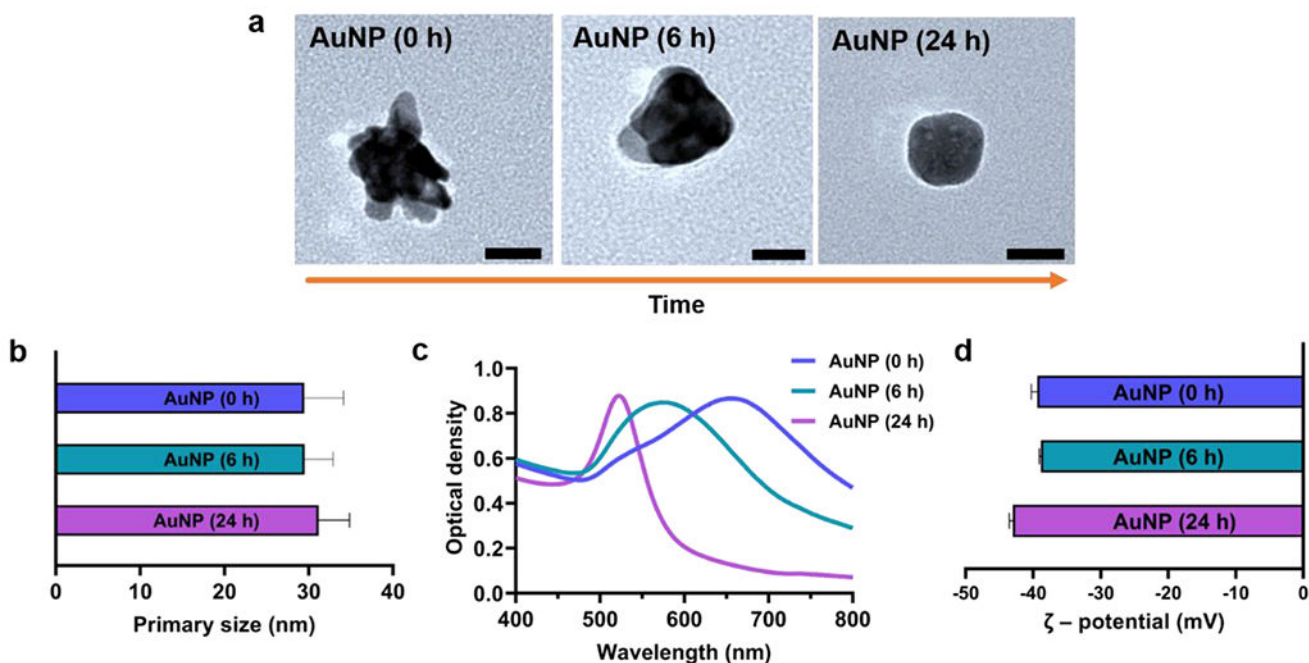 a
AuNP (0 h)
AuNP (6 h)
AuNP (24 h)
Time
b
AuNP (0 h)
AuNP (6 h)
AuNP (24 h)
0 10 20 30 40
Primary size (nm)
c
AuNP (0 h)
AuNP (6 h)
AuNP (24 h)
1.0
0.8
0.6
0.4
0.2
0.0
Optical density
400 500 600 700 800
Wavelength (nm)
d
AuNP (0 h)
AuNP (6 h)
AuNP (24 h)
-50 -40 -30 -20 -10 0
ζ – potential (mV)